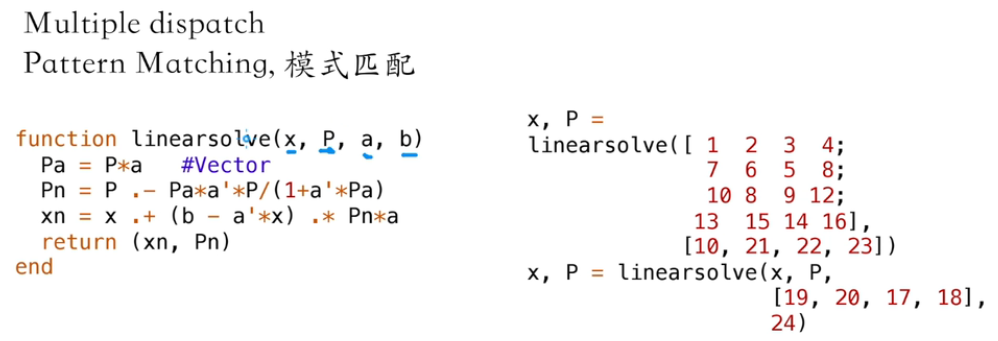 Multiple dispatch
Pattern Matching, 模式匹配
function linearsolve(x, P, a, b)
  Pa = P*a   #Vector
  Pn = P .- Pa*a'*P/(1+a'*Pa)
  xn = x .+ (b - a'*x) .* Pn*a
  return (xn, Pn)
end
x, P =
linearsolve([ 1 2 3 4;
7 6 5 8;
10 8 9 12;
13 15 14 16],
[10, 21, 22, 23])
x, P = linearsolve(x, P,
[19, 20, 17, 18],
24)